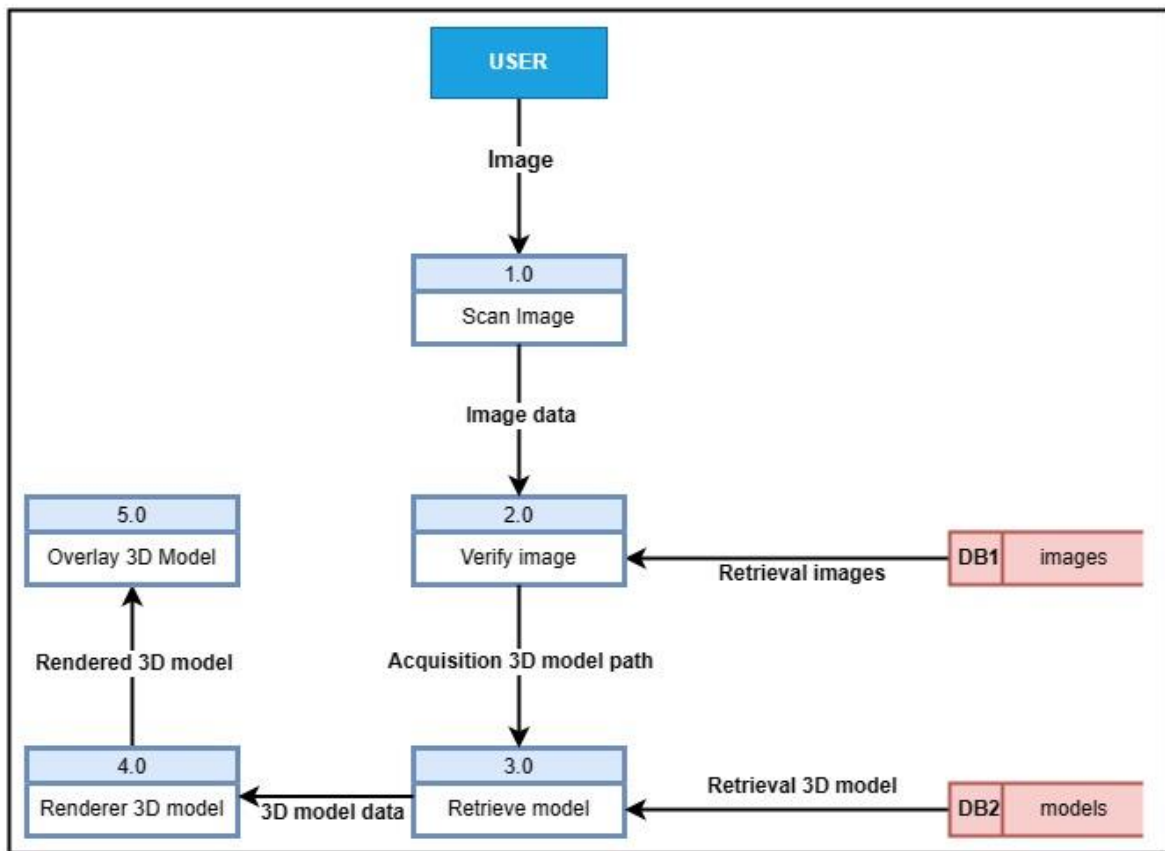 USER
Image
1.0
Scan Image
Image data
5.0
Overlay 3D Model
2.0
Verify image
Retrieval images
DB1
images
Rendered 3D model
Acquisition 3D model path
4.0
Renderer 3D model
3D model data
3.0
Retrieve model
Retrieval 3D model
DB2
models